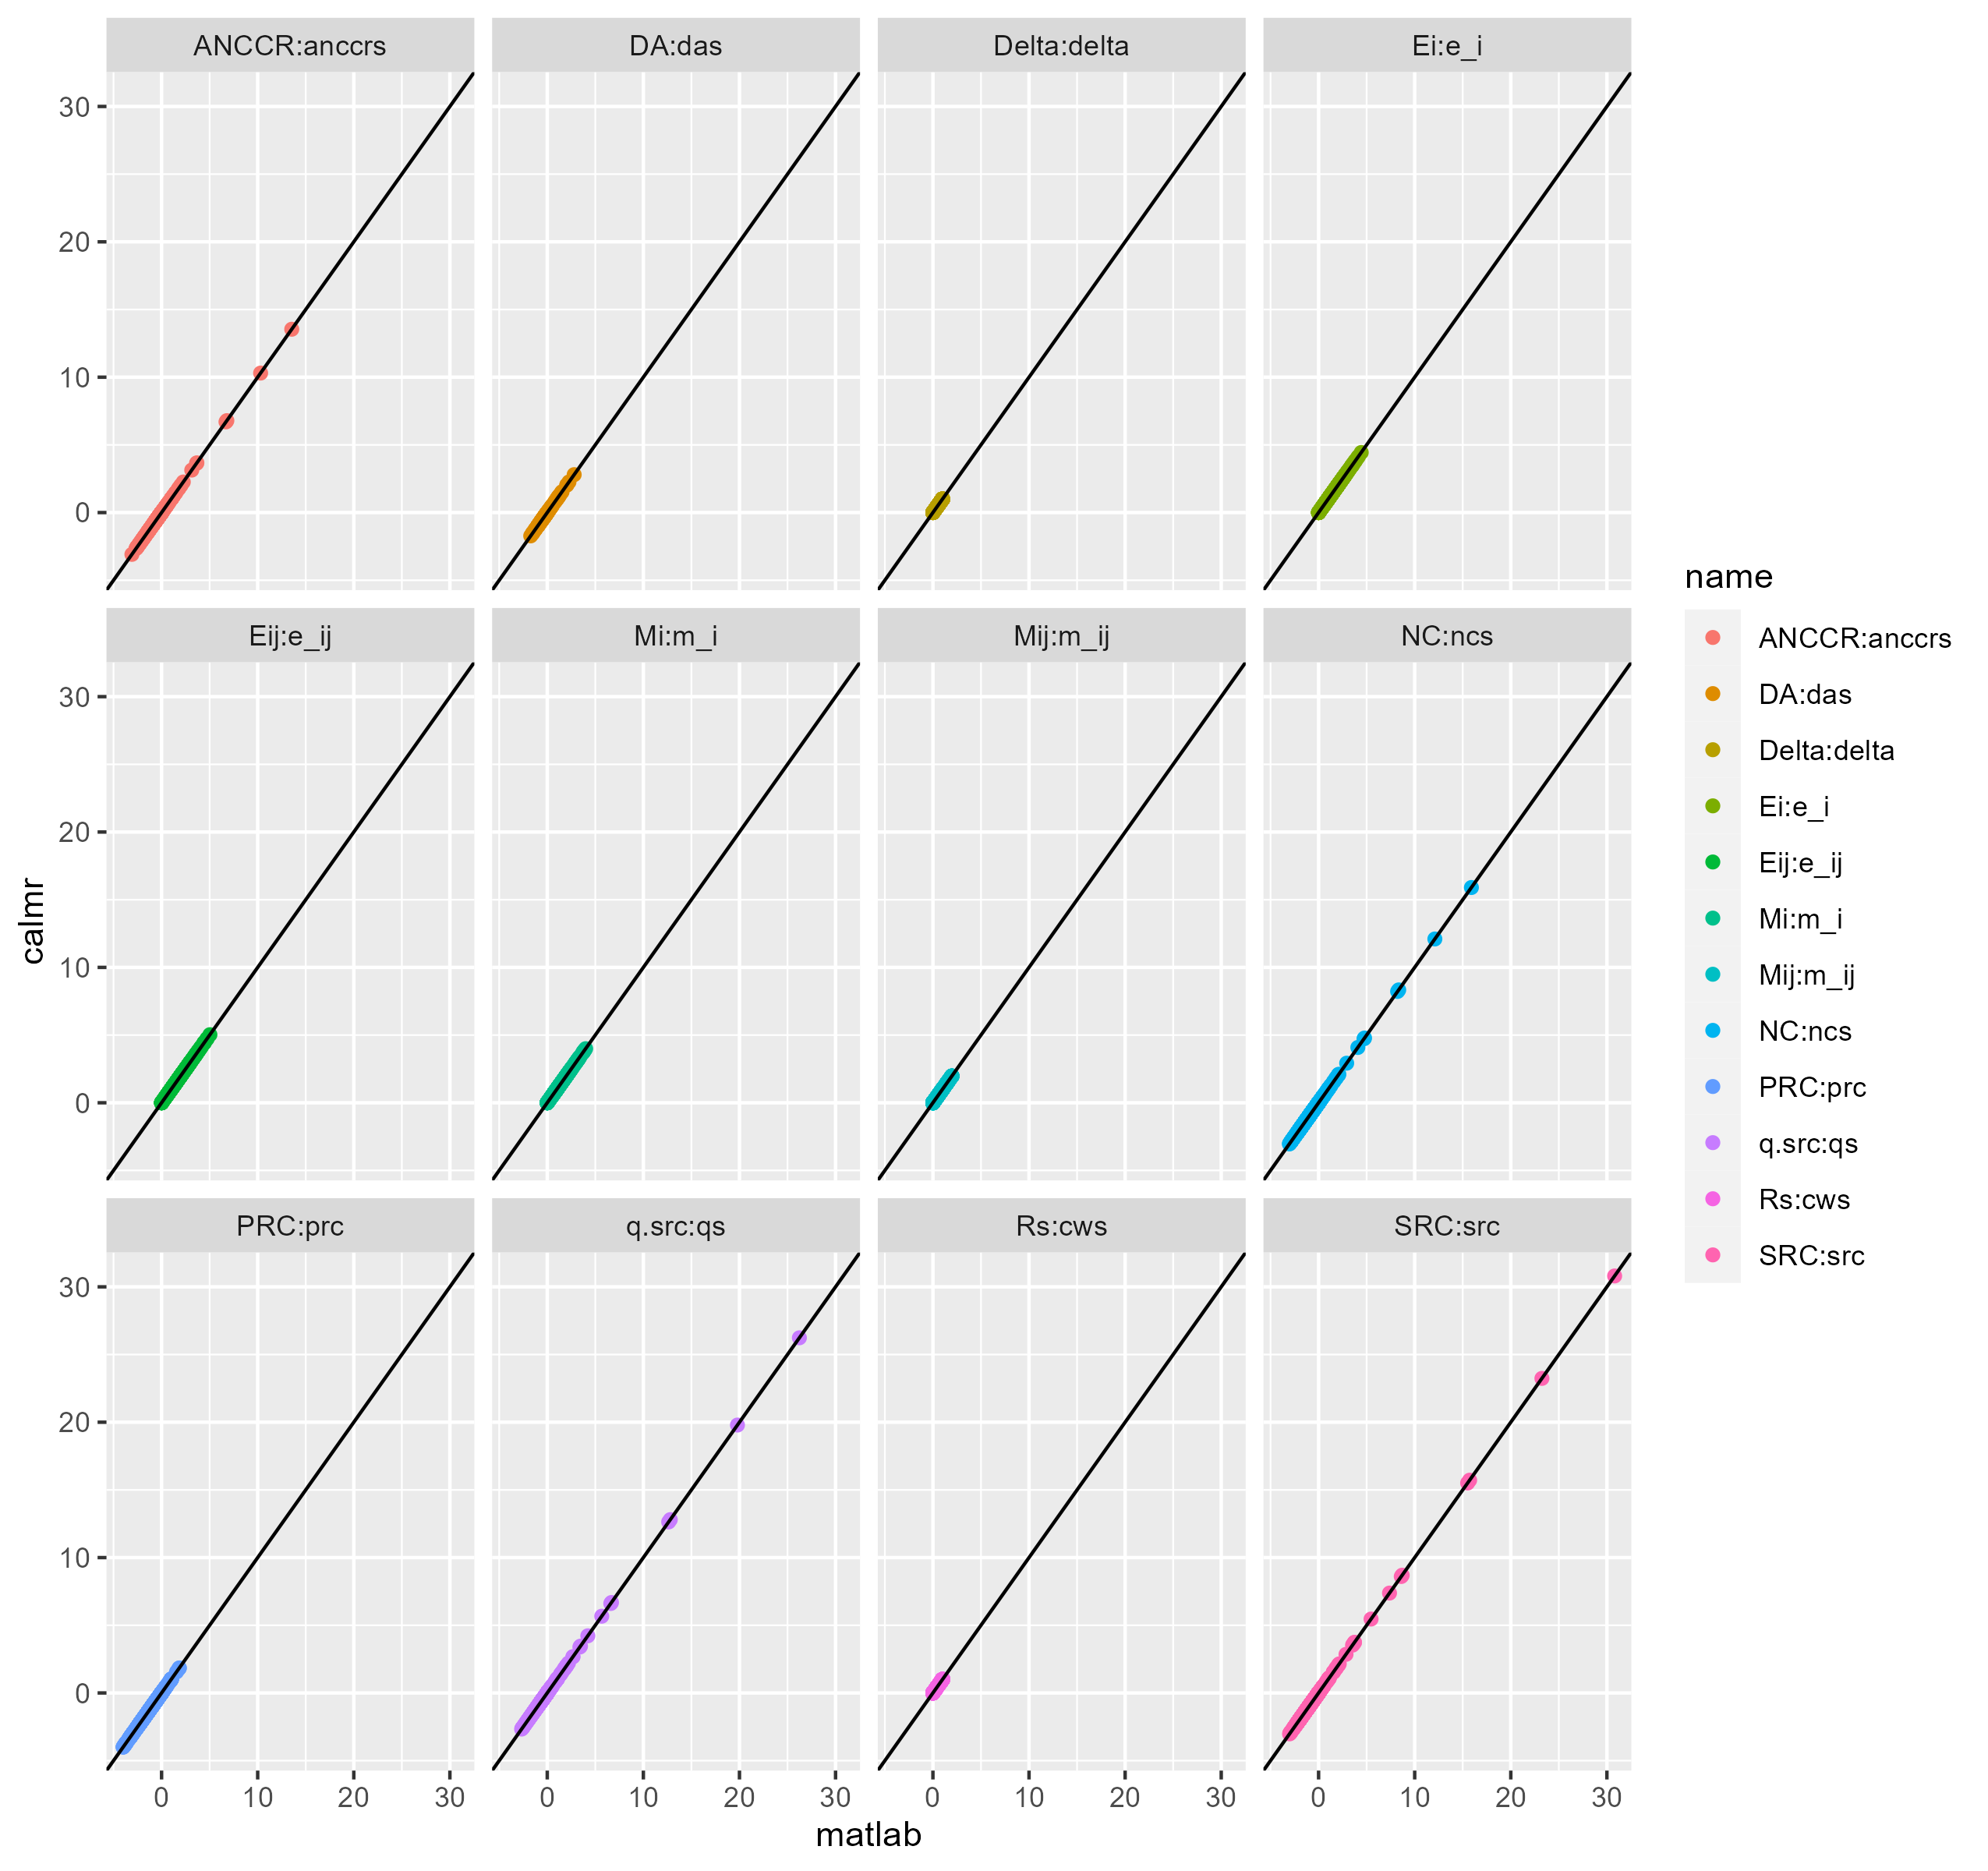 ANCCR:anccrs DA:das Delta:delta Ei:e_i
30
20
10
0
Eij:e_ij Mi:m_i Mij:m_ij NC:ncs
30
20
10
0
PRC:prc q.src:qs Rs:cws SRC:src
30
20
10
0
0 10 20 30 0 10 20 30 0 10 20 30 0 10 20 30
matlab
calmr
name
ANCCR:anccrs
DA:das
Delta:delta
Ei:e_i
Eij:e_ij
Mi:m_i
Mij:m_ij
NC:ncs
PRC:prc
q.src:qs
Rs:cws
SRC:src